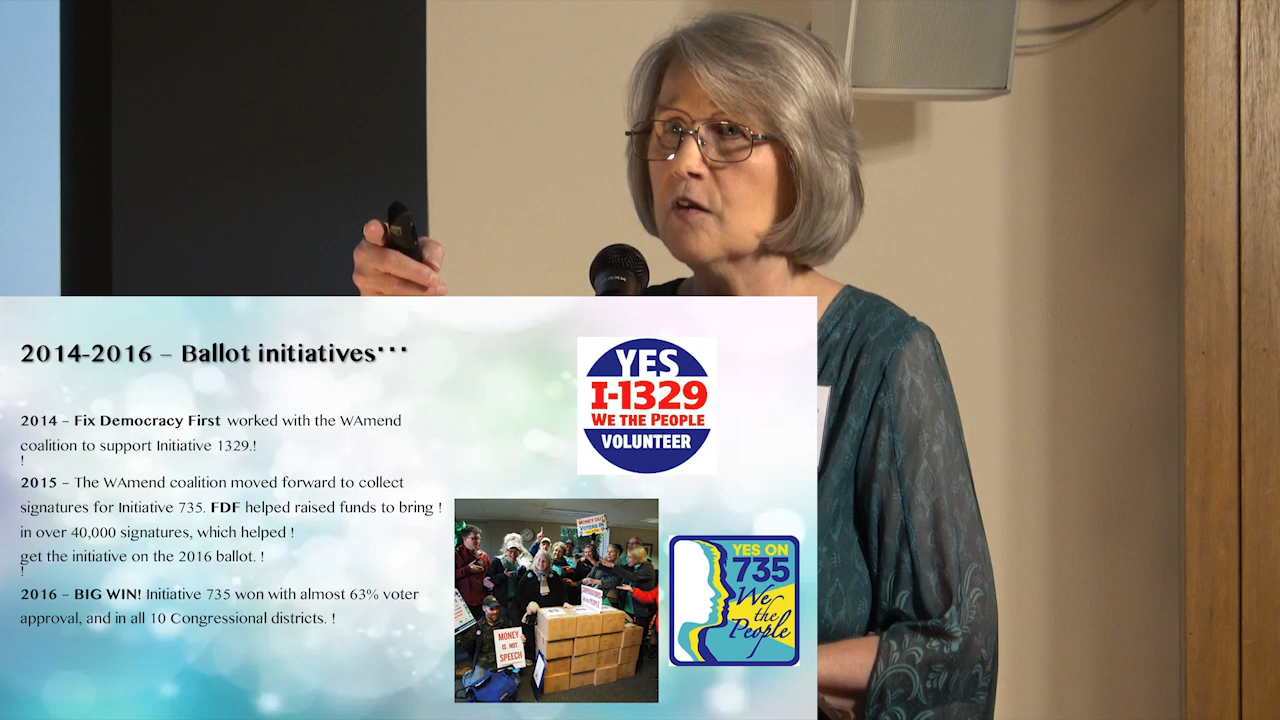 2014-2016 – Ballot initiatives…
2014 – Fix Democracy First worked with the WAmend
coalition to support Initiative 1329.!
!
2015 – The WAmend coalition moved forward to collect
signatures for Initiative 735. FDF helped raised funds to bring !
in over 40,000 signatures, which helped !
get the initiative on the 2016 ballot. !
!
2016 – BIG WIN! Initiative 735 won with almost 63% voter
approval, and in all 10 Congressional districts. !
YES
I-1329
WE THE PEOPLE
VOLUNTEER
MONEY OUT
VOTERS IN
MONEY
IS NOT
SPEECH
YES ON
735
We
the
People